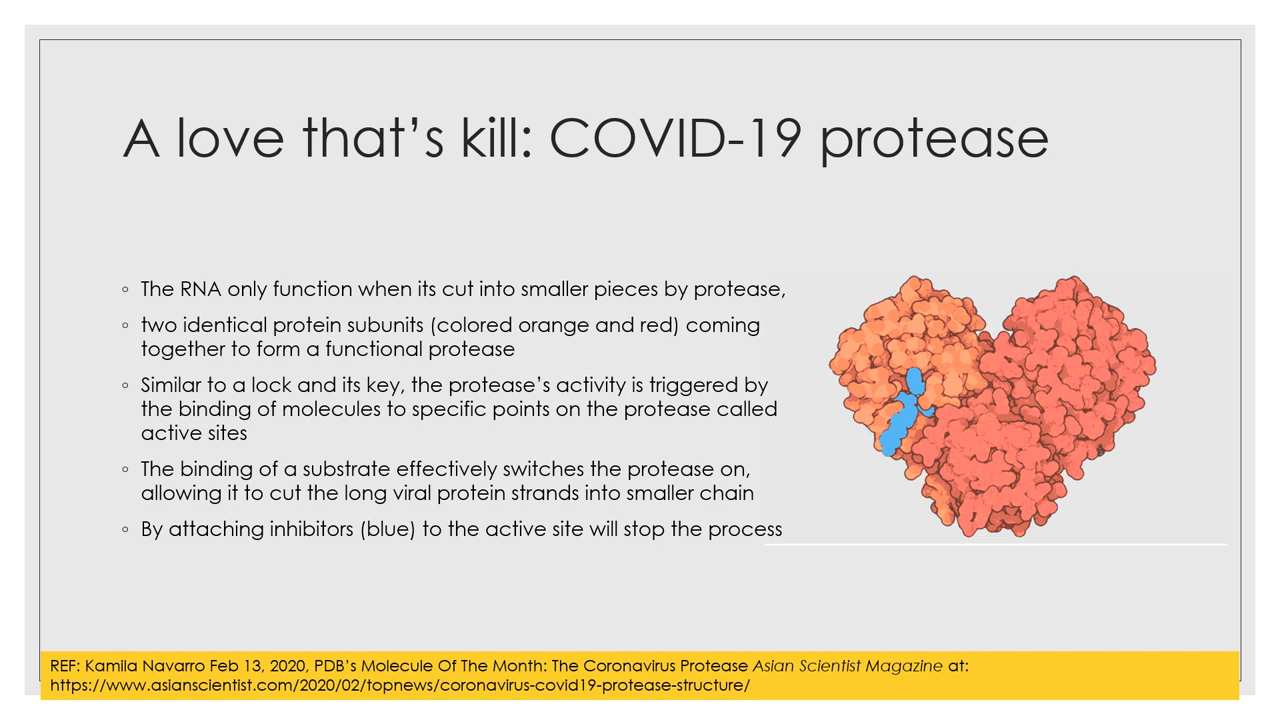 A love that’s kill: COVID-19 protease
◦ The RNA only function when its cut into smaller pieces by protease,
◦ two identical protein subunits (colored orange and red) coming
together to form a functional protease
◦ Similar to a lock and its key, the protease’s activity is triggered by
the binding of molecules to specific points on the protease called
active sites
◦ The binding of a substrate effectively switches the protease on,
allowing it to cut the long viral protein strands into smaller chain
◦ By attaching inhibitors (blue) to the active site will stop the process
REF: Kamila Navarro Feb 13, 2020, PDB’s Molecule Of The Month: The Coronavirus Protease Asian Scientist Magazine at:
https://www.asianscientist.com/2020/02/topnews/coronavirus-covid19-protease-structure/